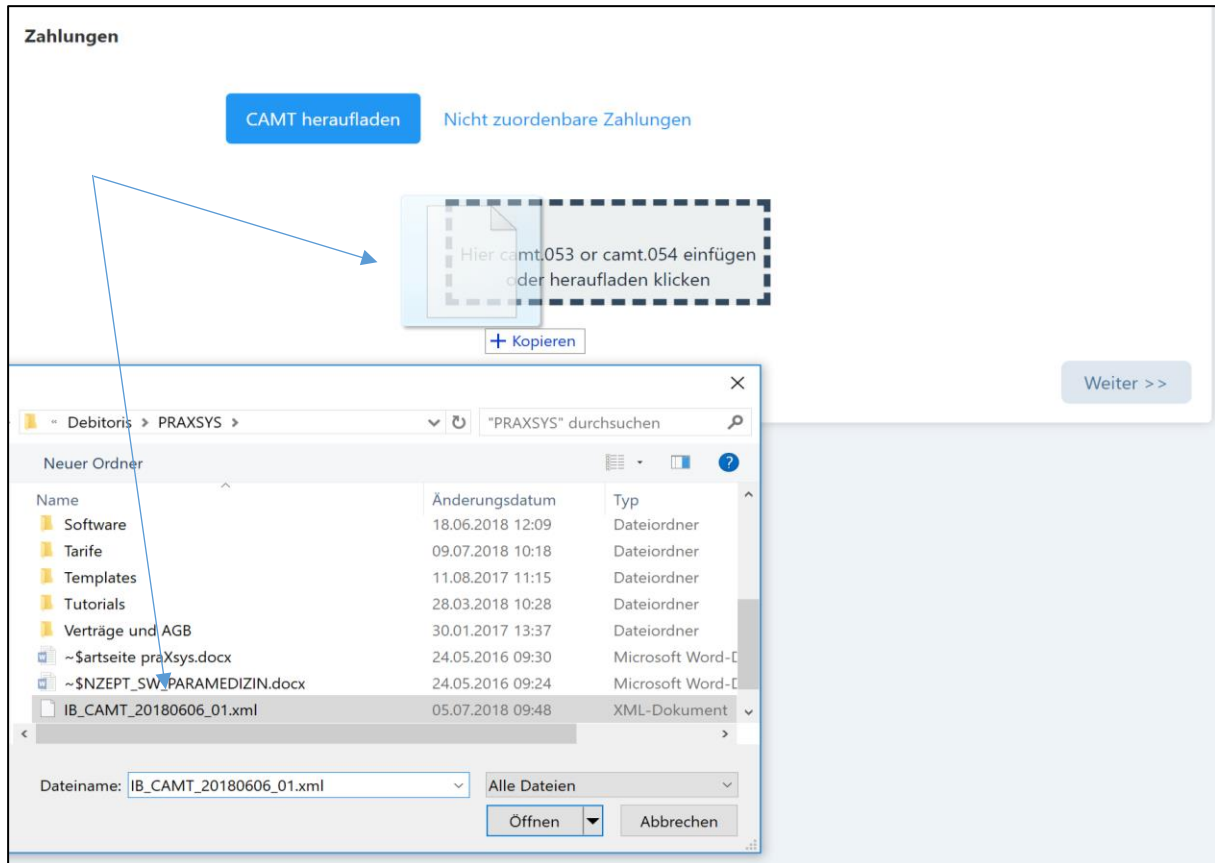 Zahlungen
CAMT heraufladen Nicht zuordenbare Zahlungen
Hier camt.053 or camt.054 einfügen
oder heraufladen klicken
+ Kopieren
Weiter >>
« Debitoris > PRAXSYS > "PRAXSYS" durchsuchen
Neuer Ordner ?
Name Änderungsdatum Typ
Software 18.06.2018 12:09 Dateiordner
Tarife 09.07.2018 10:18 Dateiordner
Templates 11.08.2017 11:15 Dateiordner
Tutorials 28.03.2018 10:28 Dateiordner
Verträge und AGB 30.01.2017 13:37 Dateiordner
~$artseite praXsys.docx 24.05.2016 09:30 Microsoft Word-D
~$NZEPT_SW_PARAMEDIZIN.docx 24.05.2016 09:24 Microsoft Word-D
IB_CAMT_20180606_01.xml 05.07.2018 09:48 XML-Dokument
Dateiname: IB_CAMT_20180606_01.xml Alle Dateien
Öffnen Abbrechen